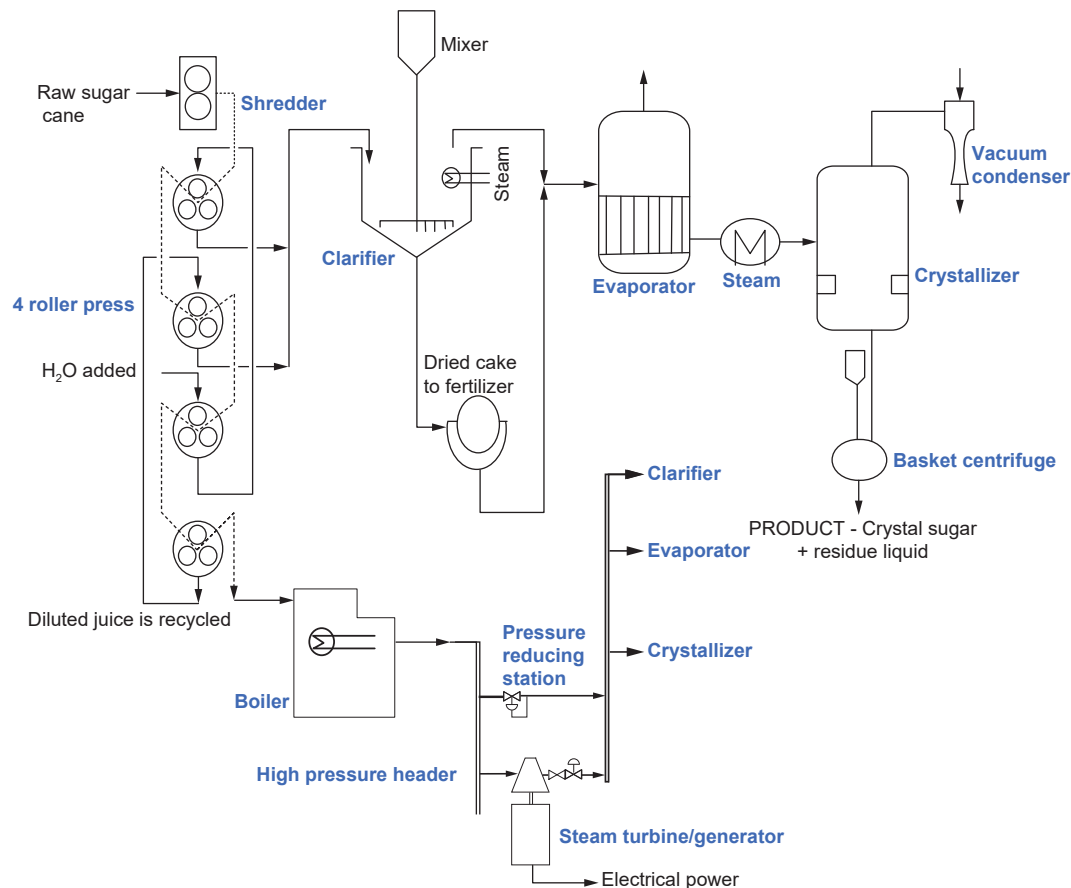 Mixer
Raw sugar
cane
Shredder
Steam
Vacuum
condenser
Clarifier
Evaporator
Steam
Crystallizer
4 roller press
H₂O added
Dried cake
to fertilizer
Basket centrifuge
Clarifier
PRODUCT - Crystal sugar
+ residue liquid
Evaporator
Diluted juice is recycled
Pressure
reducing
station
Crystallizer
Boiler
High pressure header
Steam turbine/generator
Electrical power